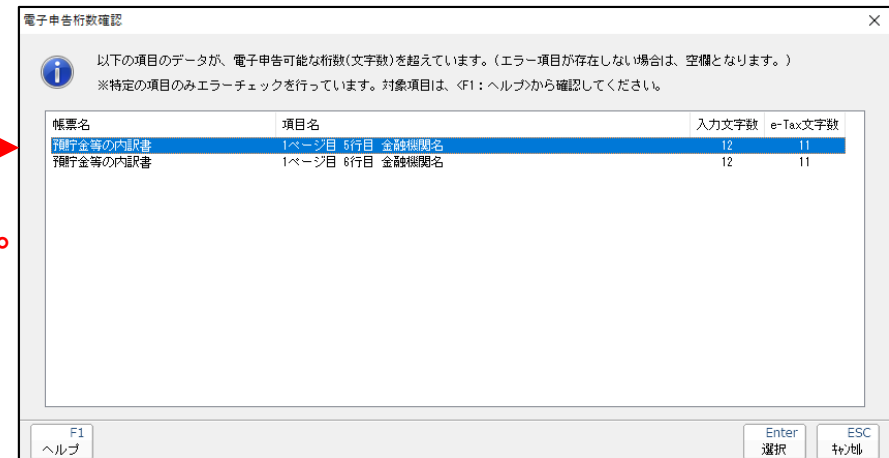 電子申告桁数確認
以下の項目のデータが、電子申告可能な桁数(文字数)を超えています。(エラー項目が存在しない場合は、空欄となります。)
※特定の項目のみエラーチェックを行っています。対象項目は、<F1:ヘルプ>から確認してください。
帳票名 項目名 入力文字数 e-Tax文字数
預貯金等の内訳書 1ページ目 5行目 金融機関名 12 11
預貯金等の内訳書 1ページ目 6行目 金融機関名 12 11
。
F1 Enter ESC
ヘルプ 選択 ｷｬﾝｾﾙ